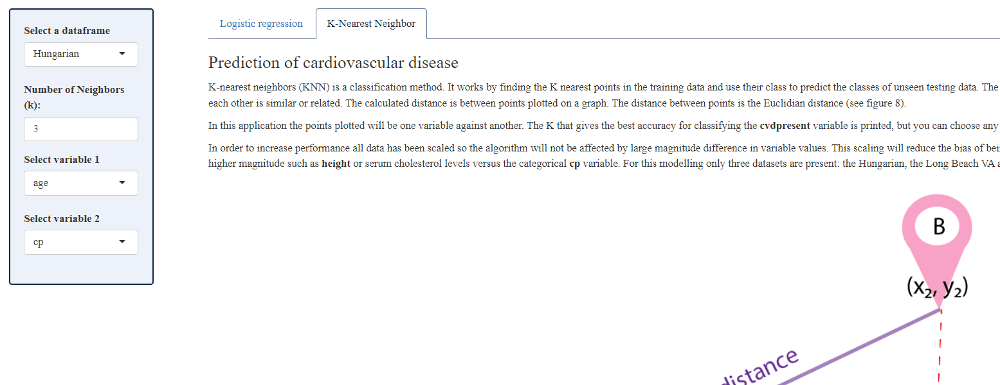 Select a dataframe
Hungarian
Number of Neighbors
(k):
3
Select variable 1
age
Select variable 2
cp
Logistic regression
K-Nearest Neighbor
Prediction of cardiovascular disease
K-nearest neighbors (KNN) is a classification method. It works by finding the K nearest points in the training data and use their class to predict the classes of unseen testing data. The
each other is similar or related. The calculated distance is between points plotted on a graph. The distance between points is the Euclidian distance (see figure 8).
In this application the points plotted will be one variable against another. The K that gives the best accuracy for classifying the cvdpresent variable is printed, but you can choose any
In order to increase performance all data has been scaled so the algorithm will not be affected by large magnitude difference in variable values. This scaling will reduce the bias of
higher magnitude such as height or serum cholesterol levels versus the categorical cp variable. For this modelling only three datasets are present: the Hungarian, the Long Beach VA
B
(x₂, y₂)
distance